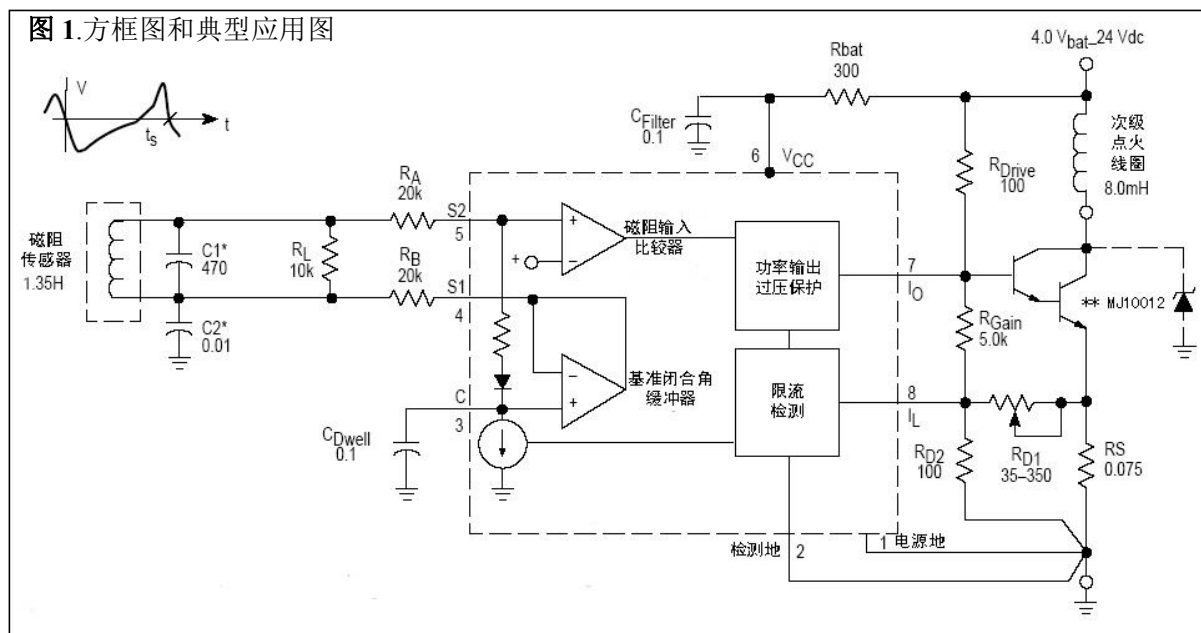 图 1.方框图和典型应用图
V
t
ts
4.0 Vbat_24 Vdc
Rbat
300
CFilter
0.1
6
VCC
RDrive
100
次级
点火
线圈
8.0mH
磁阻
传感器
1.35H
C1*
470
C2*
0.01
RL
10k
RA
20k
RB
20k
S2
5
S1
4
C
3
CDwell
0.1
+
−
+
磁阻输入
比较器
−
+
基准闭合角
缓冲器
功率输出
过压保护
限流
检测
7
IO
RGain
5.0k
** MJ10012
8
IL
RD2
100
RD1
35–350
RS
0.075
检测地
2
1
电源地